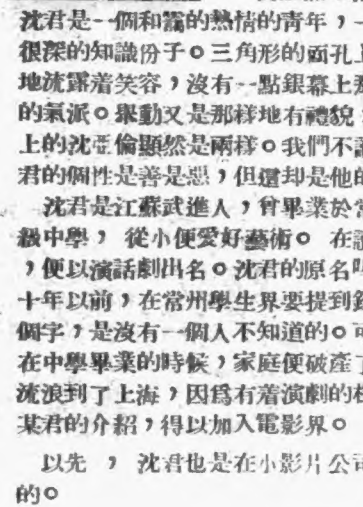 沈君是一個和靄的熱情的青年，
很深的知識份子。三角形的面孔
地流露着笑容，沒有一點銀幕上
的氣派。舉動又是那樣地有禮貌
上的沈亞倫顯然是兩樣。我們不
君的個性是善是惡，但還却是他的
沈君是江蘇武進人，曾畢業於
級中學，從小便愛好藝術。在
，便以演話劇出名。沈君的原名
十年以前，在常州學生界要提到
個字，是沒有一個人不知道的。
在中學畢業的時候，家庭便破產
流浪到了上海，因爲有着演劇的
某君的介紹，得以加入電影界。
以先，沈君也是在小影片公司
的。